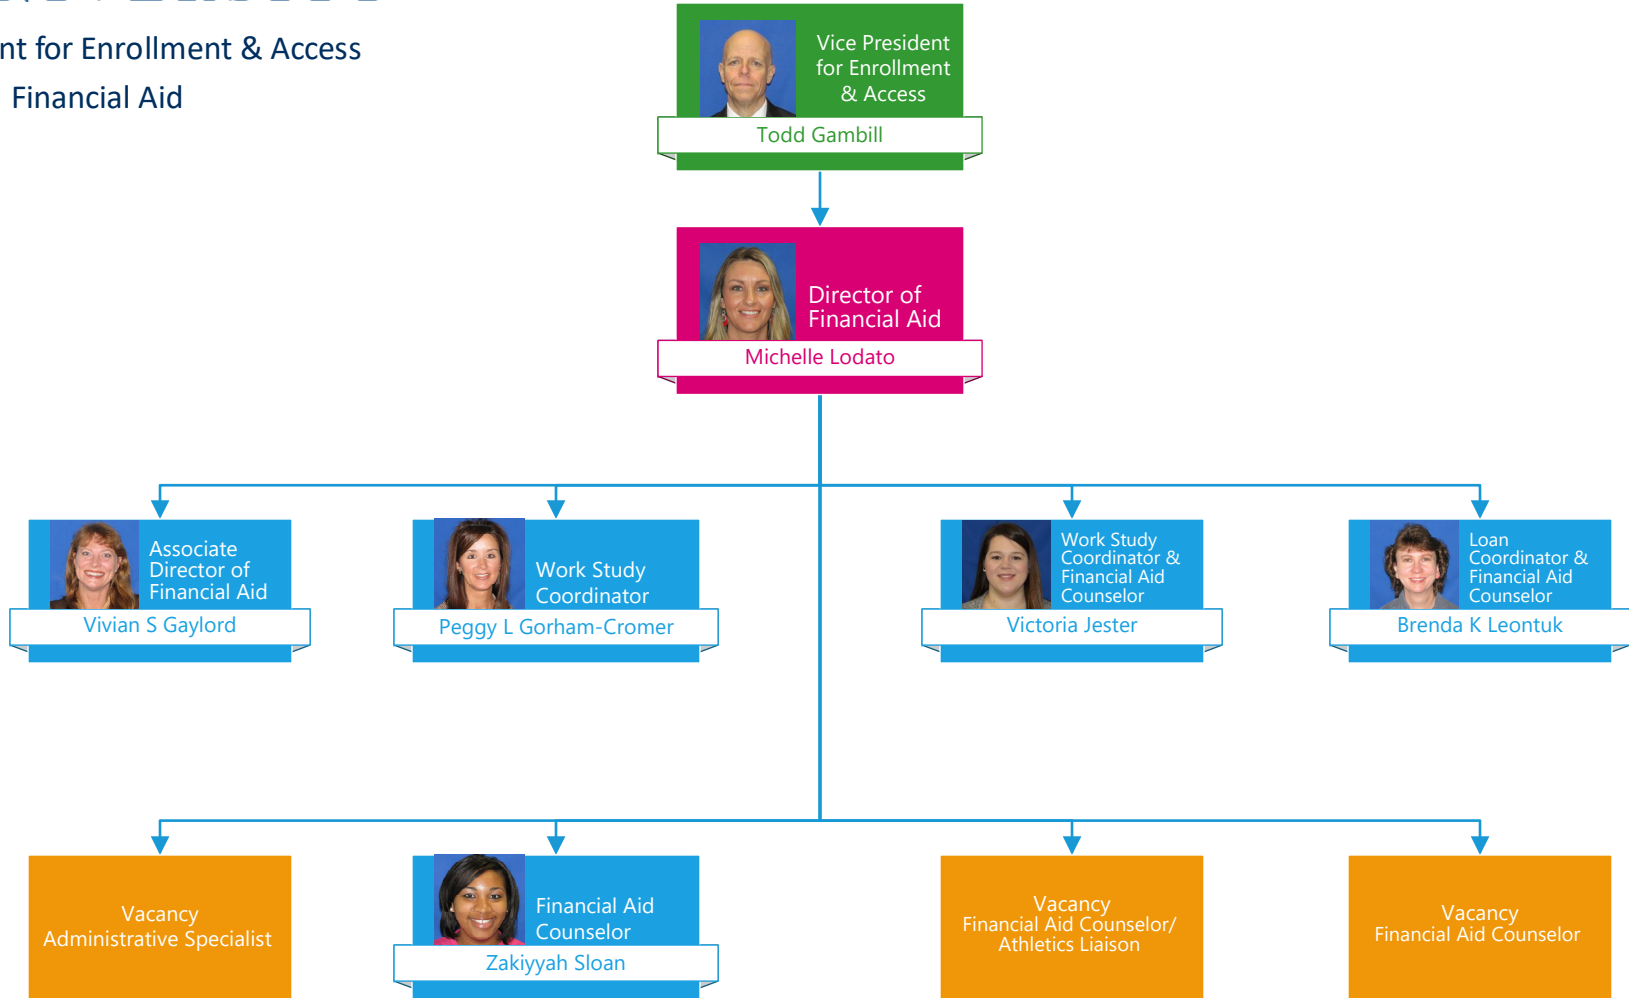 nt for Enrollment & Access
Financial Aid
Vice President
for Enrollment
& Access
Todd Gambill
Director of
Financial Aid
Michelle Lodato
Associate
Director of
Financial Aid
Vivian S Gaylord
Work Study
Coordinator
Peggy L Gorham-Cromer
Work Study
Coordinator &
Financial Aid
Counselor
Victoria Jester
Loan
Coordinator &
Financial Aid
Counselor
Brenda K Leontuk
Vacancy
Administrative Specialist
Financial Aid
Counselor
Zakiyyah Sloan
Vacancy
Financial Aid Counselor/
Athletics Liaison
Vacancy
Financial Aid Counselor